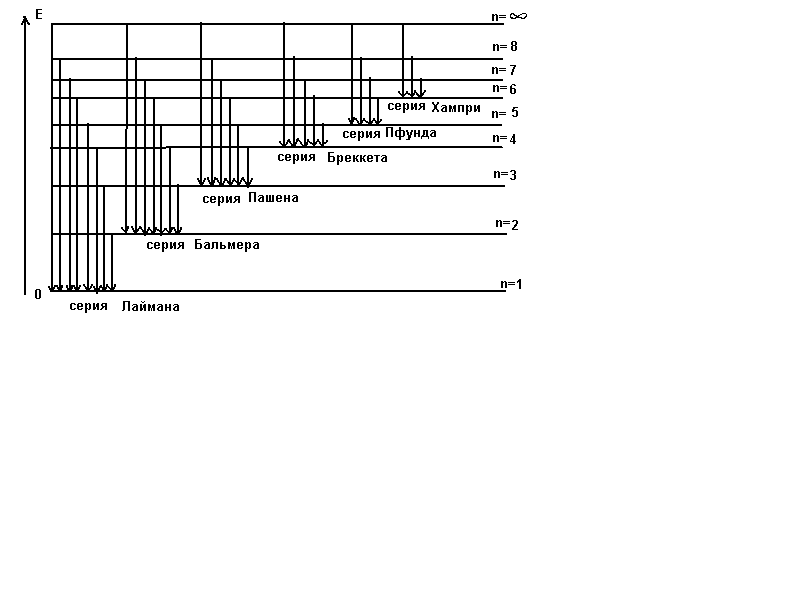 E
n= ∞
n= 8
n= 7
n= 6
серия Хампри
n= 5
серия Пфунда
n= 4
серия Бреккета
n=3
серия Пашена
n=2
серия Бальмера
n=1
0
серия Лаймана